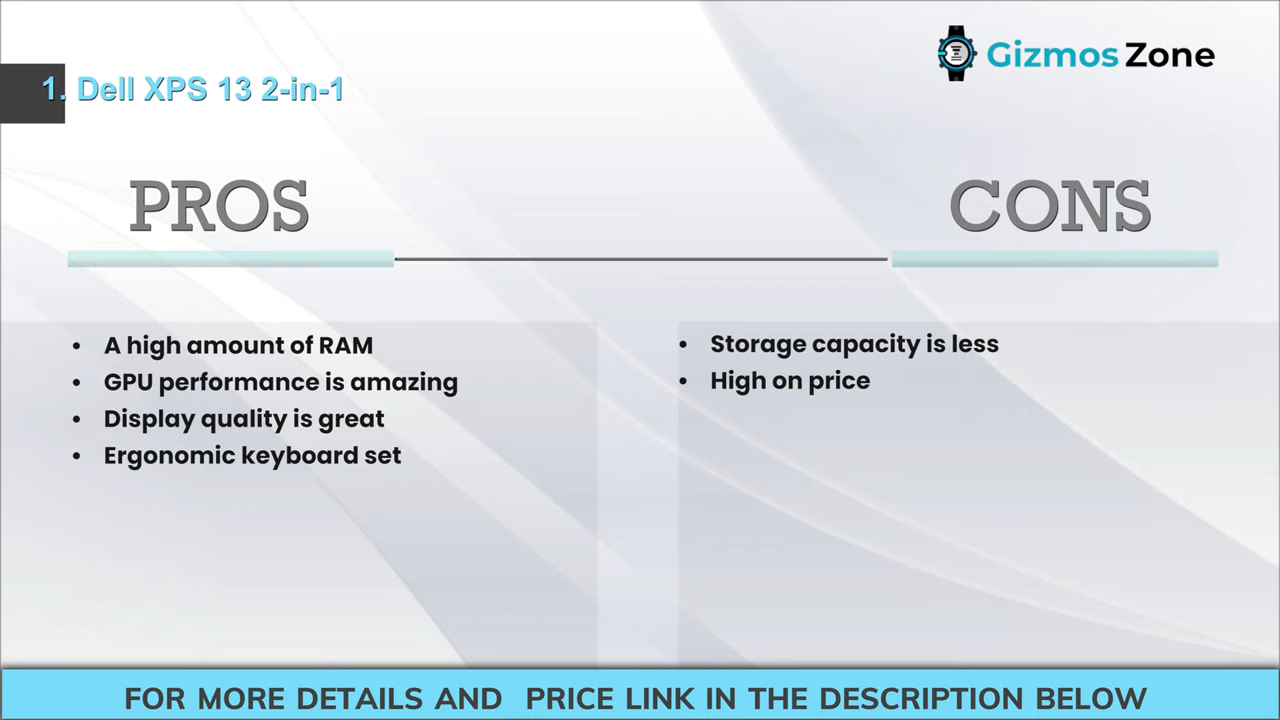 Gizmos Zone
1. Dell XPS 13 2-in-1
PROS
CONS
• A high amount of RAM
• GPU performance is amazing
• Display quality is great
• Ergonomic keyboard set
• Storage capacity is less
• High on price
FOR MORE DETAILS AND PRICE LINK IN THE DESCRIPTION BELOW